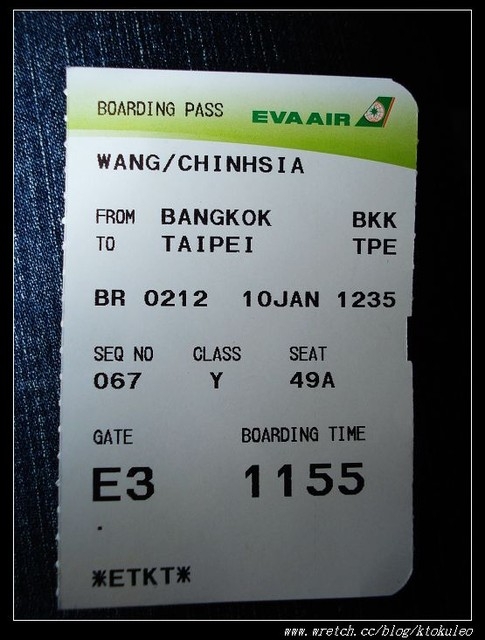 BOARDING PASS EVA AIR
WANG/CHINHSIA
FROM BANGKOK BKK
TO TAIPEI TPE
BR 0212 10JAN 1235
SEQ NO CLASS SEAT
067 Y 49A
GATE BOARDING TIME
E3 1155
.
*ETKT*
www.wretch.cc/blog/ktokuleo